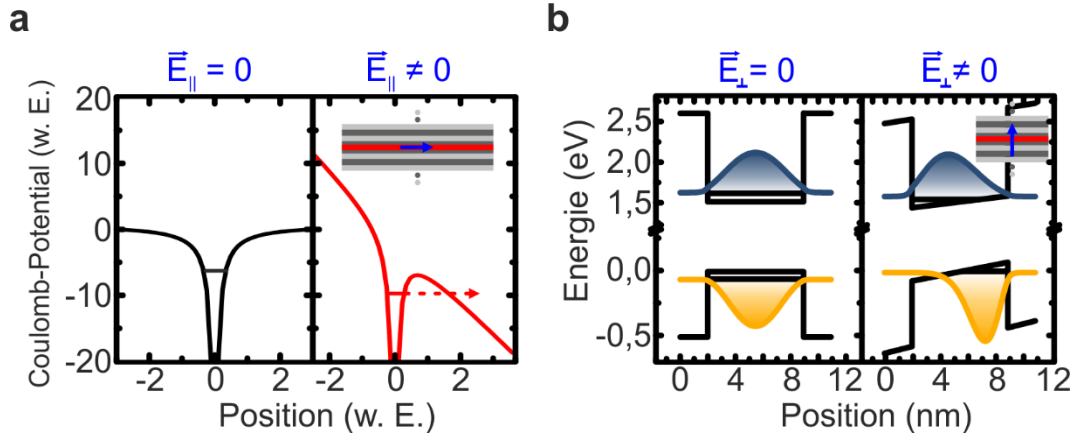 a
E⃗|| = 0
E⃗|| ≠ 0
Coulomb-Potential (w. E.)
20
10
0
-10
-20
-2
0
2
-2
0
2
Position (w. E.)
b
E⃗⊥= 0
E⃗⊥≠ 0
Energie (eV)
2,5
2,0
1,5
0,0
-0,5
0
4
8
0
4
8
12
Position (nm)